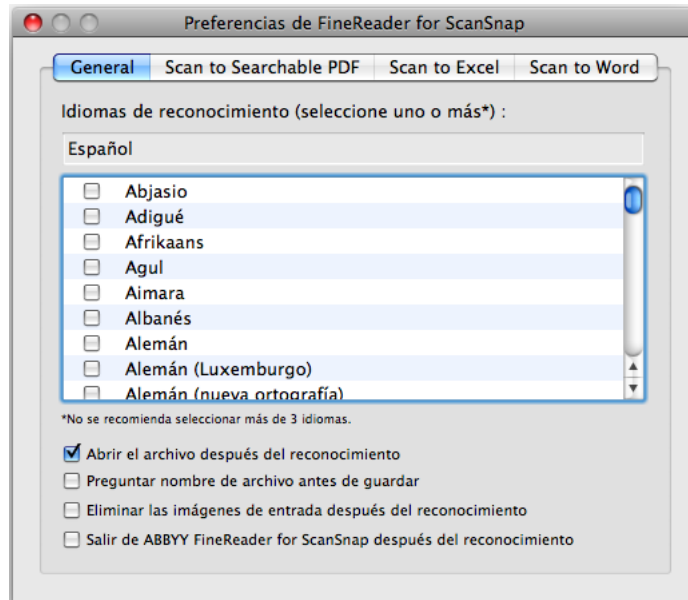 Preferencias de FineReader for ScanSnap
General Scan to Searchable PDF Scan to Excel Scan to Word
Idiomas de reconocimiento (seleccione uno o más*) :
Español
Abjasio
Adigué
Afrikaans
Agul
Aimara
Albanés
Alemán
Alemán (Luxemburgo)
Alemán (nueva ortografía)
*No se recomienda seleccionar más de 3 idiomas.
Abrir el archivo después del reconocimiento
Preguntar nombre de archivo antes de guardar
Eliminar las imágenes de entrada después del reconocimiento
Salir de ABBYY FineReader for ScanSnap después del reconocimiento